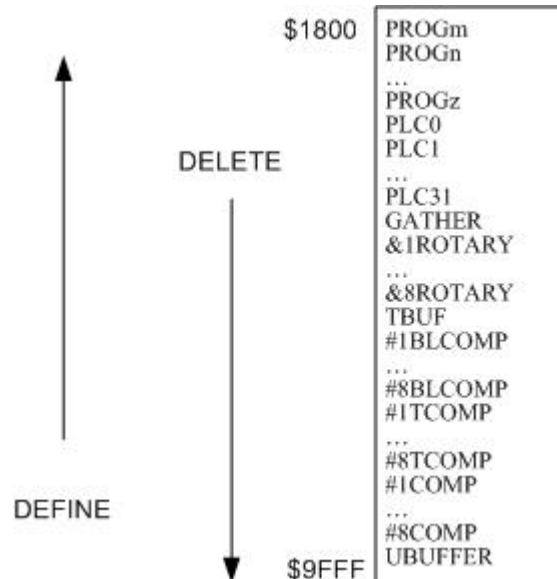 $1800
PROGm
PROGn
...
PROGz
PLC0
PLC1
...
PLC31
GATHER
&1ROTARY
...
&8ROTARY
TBUF
#1BLCOMP
...
#8BLCOMP
#1TCOMP
...
#8TCOMP
#1COMP
...
#8COMP
UBUFFER
$9FFF
DELETE
DEFINE